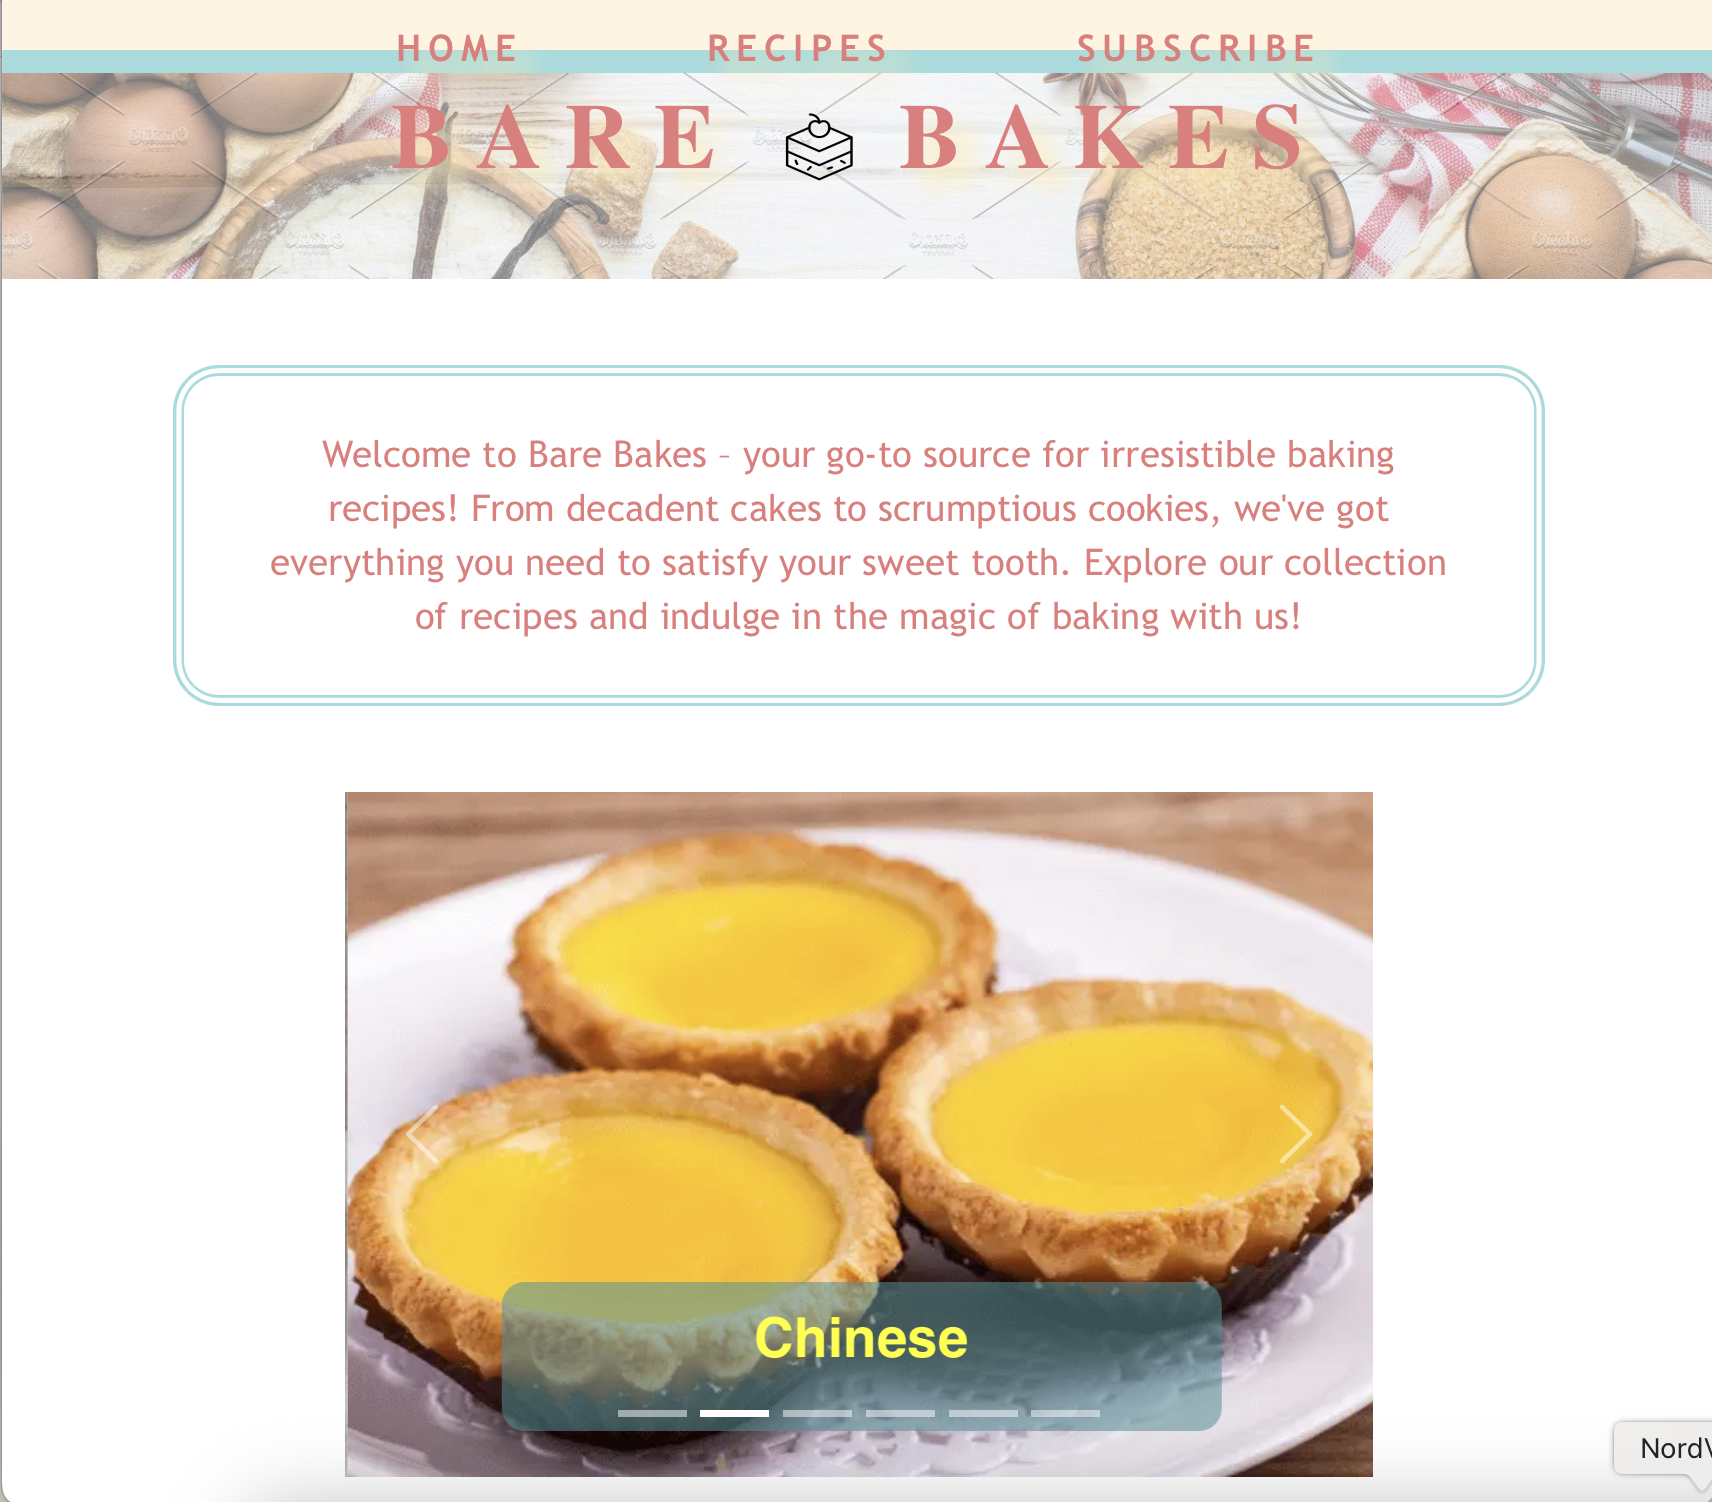 HOME RECIPES SUBSCRIBE
BARE BAKES
Welcome to Bare Bakes – your go-to source for irresistible baking
recipes! From decadent cakes to scrumptious cookies, we've got
everything you need to satisfy your sweet tooth. Explore our collection
of recipes and indulge in the magic of baking with us!
Chinese